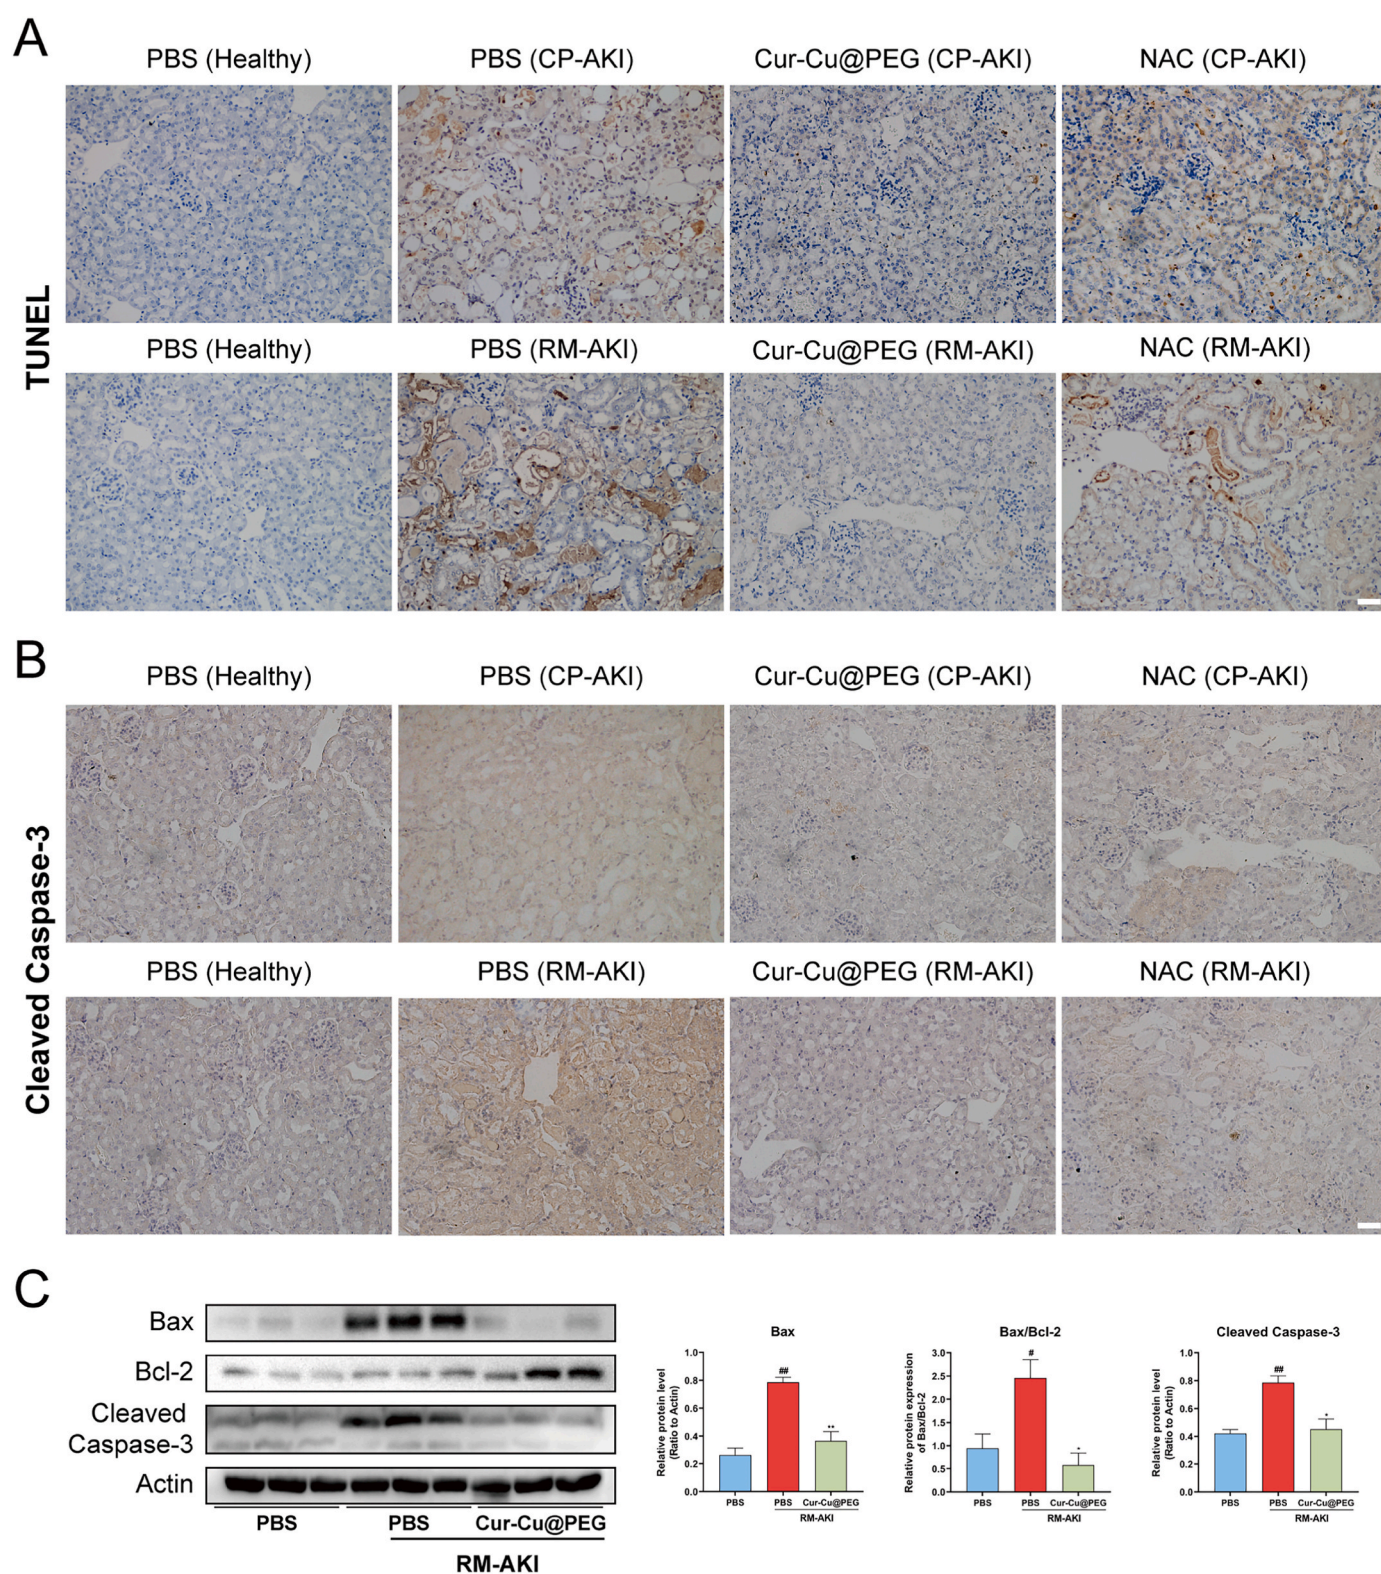 A
PBS (Healthy)
PBS (CP-AKI)
Cur-Cu@PEG (CP-AKI)
NAC (CP-AKI)
TUNEL
PBS (Healthy)
PBS (RM-AKI)
Cur-Cu@PEG (RM-AKI)
NAC (RM-AKI)
B
PBS (Healthy)
PBS (CP-AKI)
Cur-Cu@PEG (CP-AKI)
NAC (CP-AKI)
Cleaved Caspase-3
PBS (Healthy)
PBS (RM-AKI)
Cur-Cu@PEG (RM-AKI)
NAC (RM-AKI)
C
Bax
Bcl-2
Cleaved
Caspase-3
Actin
PBS
PBS
Cur-Cu@PEG
RM-AKI
Bax
Relative protein level
(Ratio to Actin)
1.0
0.8
0.6
0.4
0.2
0.0
##
**
PBS
PBS
Cur-Cu@PEG
RM-AKI
Bax/Bcl-2
Relative protein expression
of Bax/Bcl-2
3.0
2.5
2.0
1.5
1.0
0.5
0.0
#
*
PBS
PBS
Cur-Cu@PEG
RM-AKI
Cleaved Caspase-3
Relative protein level
(Ratio to Actin)
1.0
0.8
0.6
0.4
0.2
0.0
##
*
PBS
PBS
Cur-Cu@PEG
RM-AKI